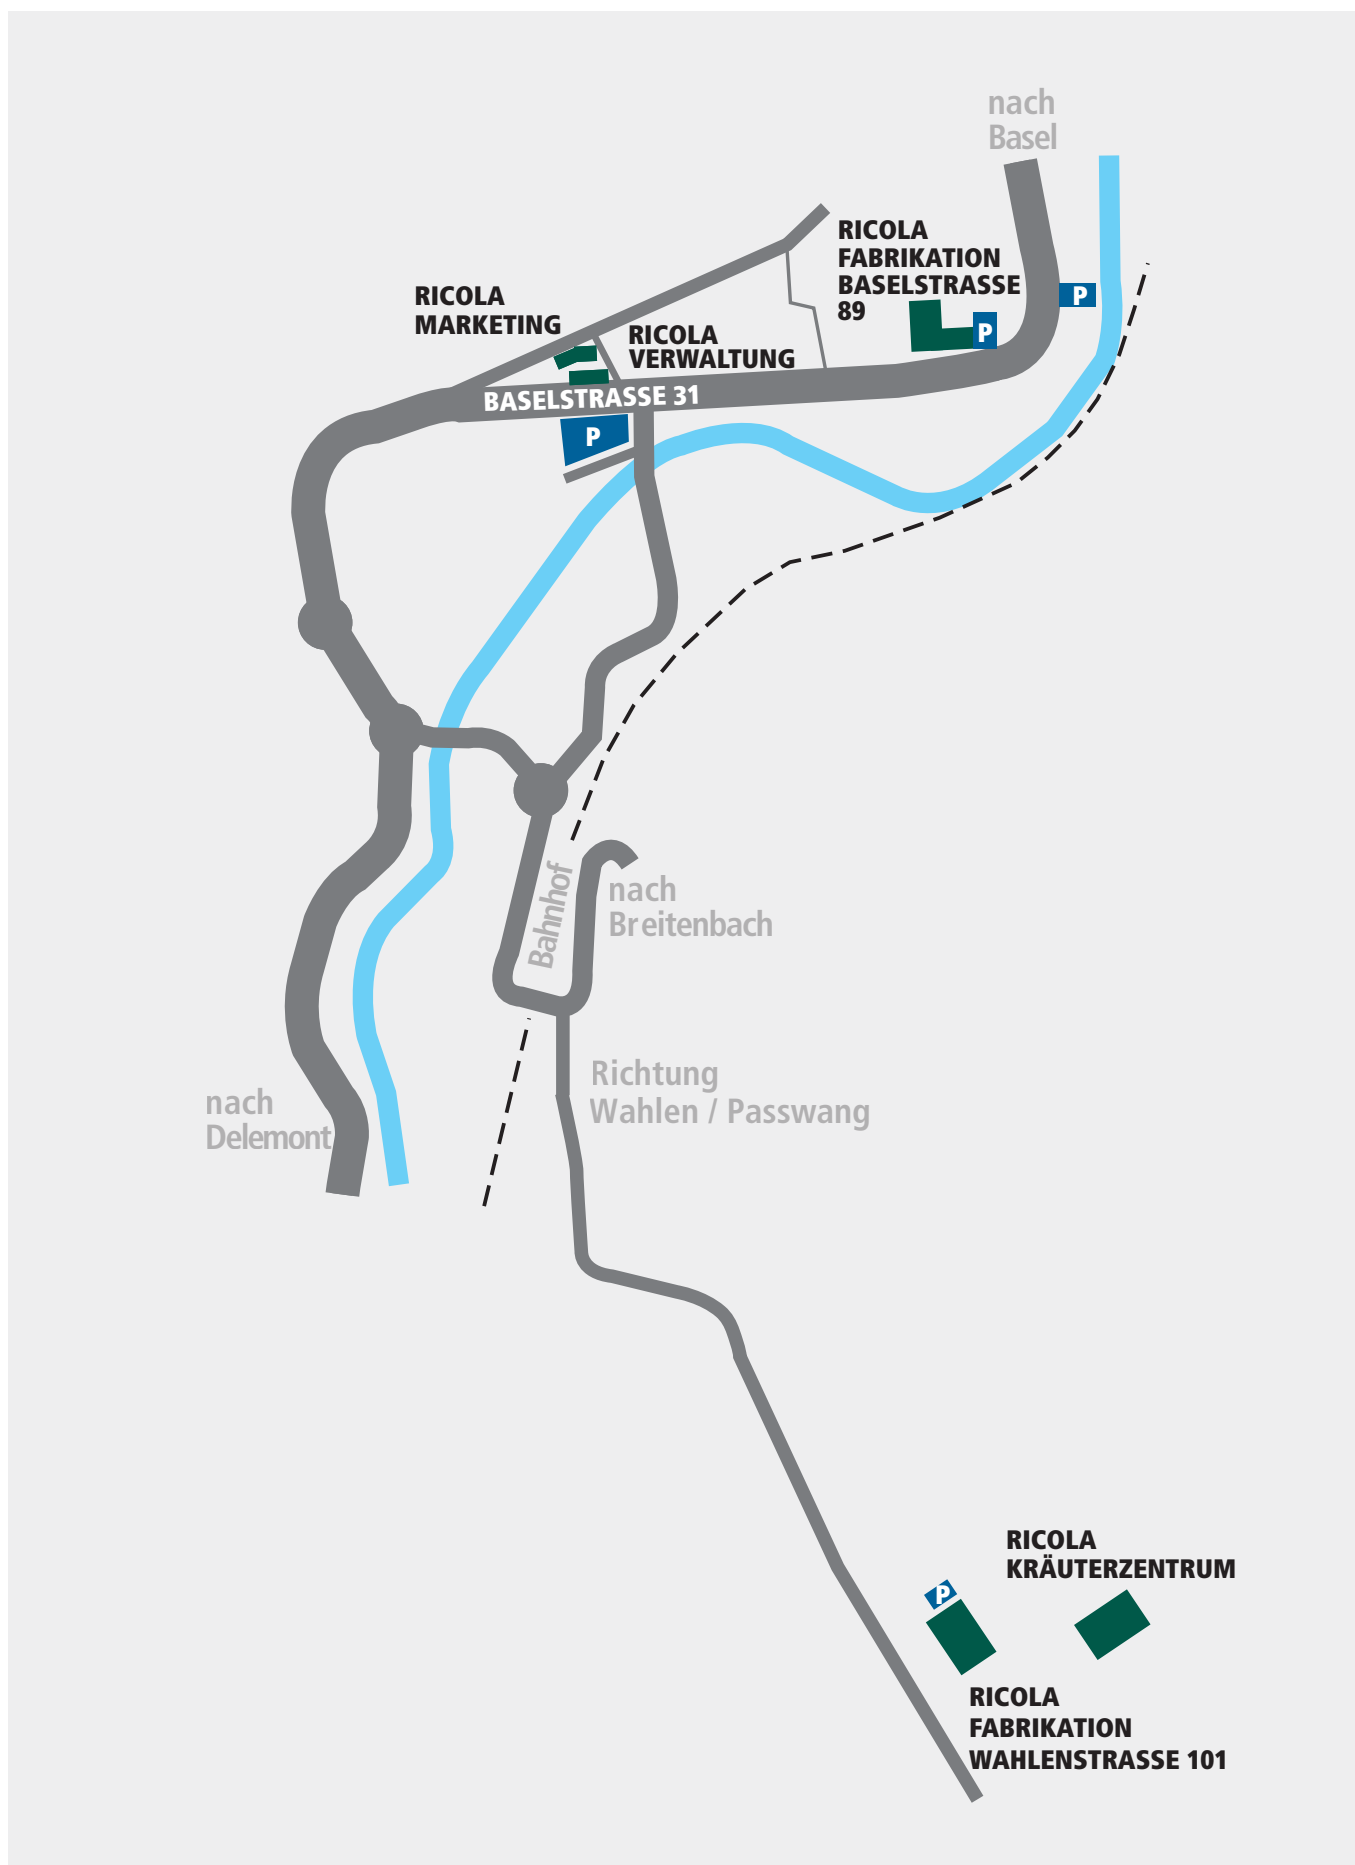 nach
Basel
RICOLA
FABRIKATION
BASELSTRASSE
89
P
P
RICOLA
MARKETING
RICOLA
VERWALTUNG
BASELSTRASSE 31
P
Bahnhof
nach
Breitenbach
Richtung
Wahlen / Passwang
nach
Delemont
RICOLA
KRÄUTERZENTRUM
P
RICOLA
FABRIKATION
WAHLENSTRASSE 101